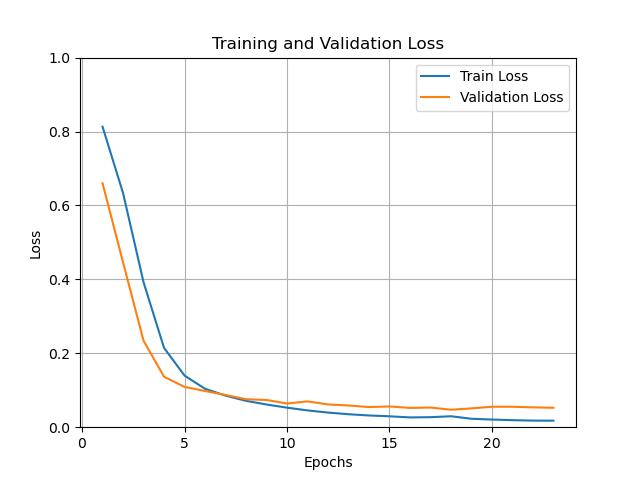 Training and Validation Loss
Train Loss
Validation Loss
1.0
0.8
0.6
0.4
0.2
0.0
Loss
0 5 10 15 20
Epochs